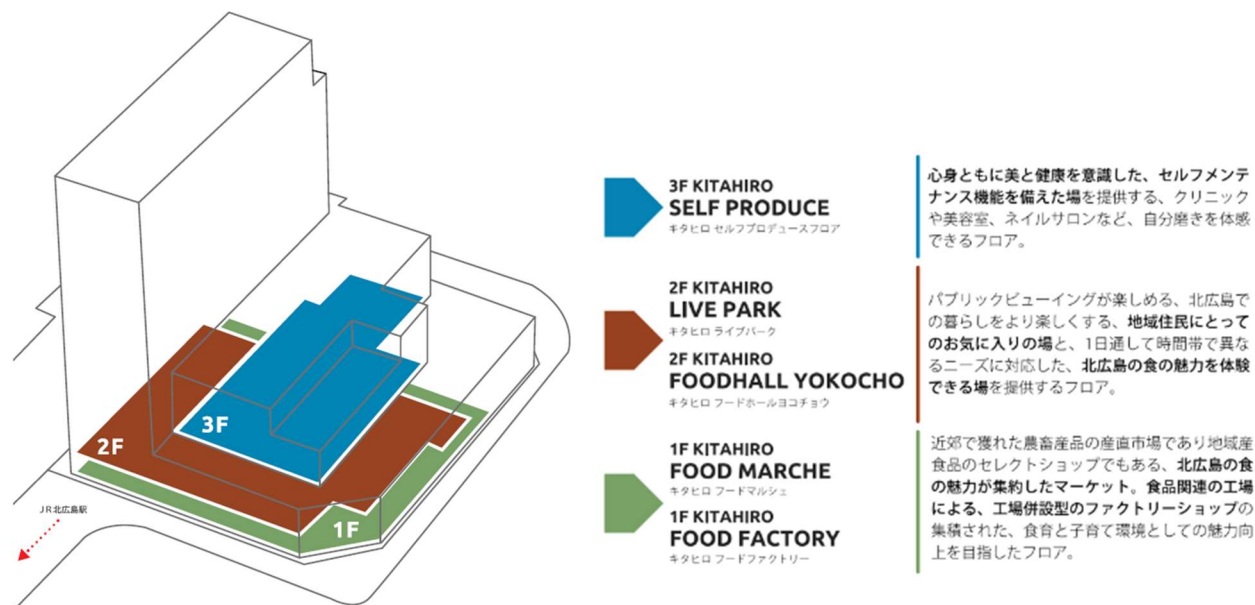 3F KITAHIRO
SELF PRODUCE
キタヒロ セルフプロデュースフロア
心身ともに美と健康を意識した、セルフメンテ
ナンス機能を備えた場を提供する、クリニック
や美容室、ネイルサロンなど、自分磨きを体感
できるフロア。
2F KITAHIRO
LIVE PARK
キタヒロ ライブパーク
2F KITAHIRO
FOODHALL YOKOCHO
キタヒロ フードホールヨコチョウ
パブリックビューイングが楽しめる、北広島で
の暮らしをより楽しくする、地域住民にとって
のお気に入りの場と、1日通して時間帯で異な
るニーズに対応した、北広島の食の魅力を体験
できる場を提供するフロア。
1F KITAHIRO
FOOD MARCHE
キタヒロ フードマルシェ
1F KITAHIRO
FOOD FACTORY
キタヒロ フードファクトリー
近郊で獲れた農畜産品の産直市場であり地域産
食品のセレクトショップでもある、北広島の食
の魅力が集約したマーケット。食品関連の工場
による、工場併設型のファクトリーショップの
集積された、食育と子育て環境としての魅力向
上を目指したフロア。
3F
2F
1F
JR北広島駅